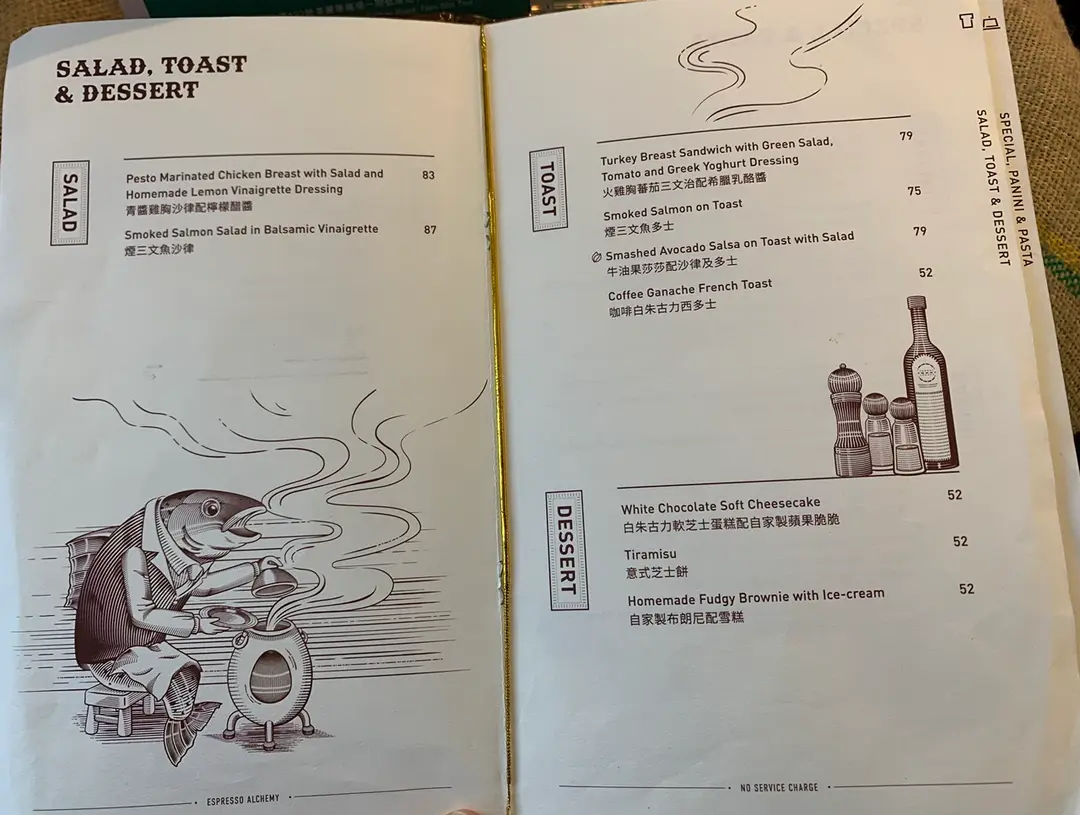 SALAD, TOAST
& DESSERT
SALAD
Pesto Marinated Chicken Breast with Salad and 83
Homemade Lemon Vinaigrette Dressing
青醬雞胸沙律配檸檬醋醬
Smoked Salmon Salad in Balsamic Vinaigrette 87
煙三文魚沙律
ESPRESSO ALCHEMY
TOAST
Turkey Breast Sandwich with Green Salad, 79
Tomato and Greek Yoghurt Dressing
火雞胸蕃茄三文治配希臘乳酪醬
Smoked Salmon on Toast 75
煙三文魚多士
Smashed Avocado Salsa on Toast with Salad 79
牛油果莎莎配沙律及多士
Coffee Ganache French Toast 52
咖啡白朱古力西多士
DESSERT
White Chocolate Soft Cheesecake 52
白朱古力軟芝士蛋糕配自家製蘋果脆脆
Tiramisu 52
意式芝士餅
Homemade Fudgy Brownie with Ice-cream 52
自家製布朗尼配雪糕
NO SERVICE CHARGE
SALAD, TOAST & DESSERT
SPECIAL, PANINI & PASTA